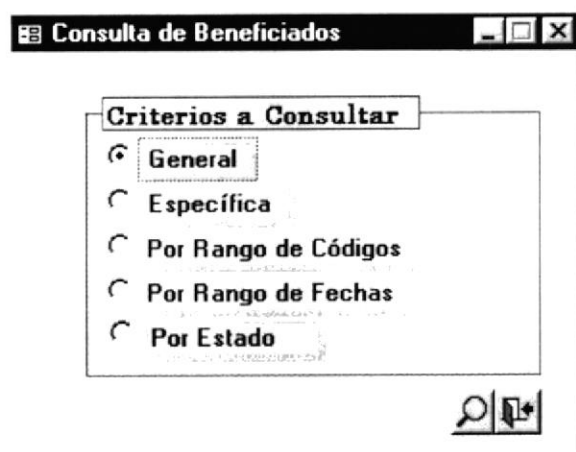 Consulta de Beneficiados
Criterios a Consultar
General
Específica
Por Rango de Códigos
Por Rango de Fechas
Por Estado